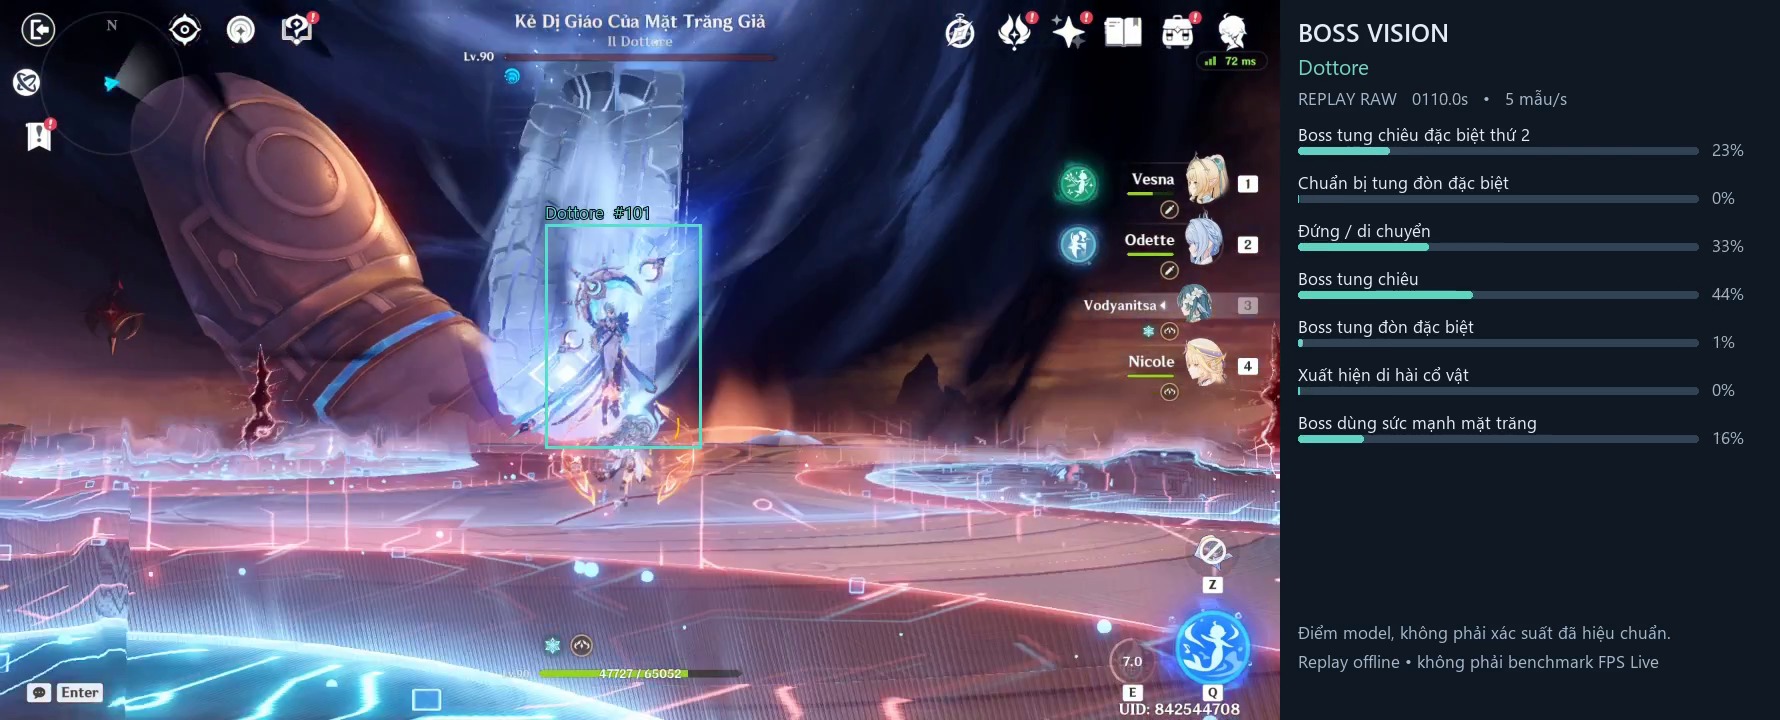 N
Kẻ Dị Giáo Của Mặt Trăng Giả
Il Dottore
Lv.90
72 ms
Vesna
1
Odette
2
Vodyanitsa
3
Nicole
4
Dottore #101
Z
7.0
E
Q
47727 / 65052
Enter
UID: 842544708
BOSS VISION
Dottore
REPLAY RAW 0110.0s • 5 mẫu/s
Boss tung chiêu đặc biệt thứ 2
23%
Chuẩn bị tung đòn đặc biệt
0%
Đứng / di chuyển
33%
Boss tung chiêu
44%
Boss tung đòn đặc biệt
1%
Xuất hiện di hài cổ vật
0%
Boss dùng sức mạnh mặt trăng
16%
Điểm model, không phải xác suất đã hiệu chuẩn.
Replay offline • không phải benchmark FPS Live